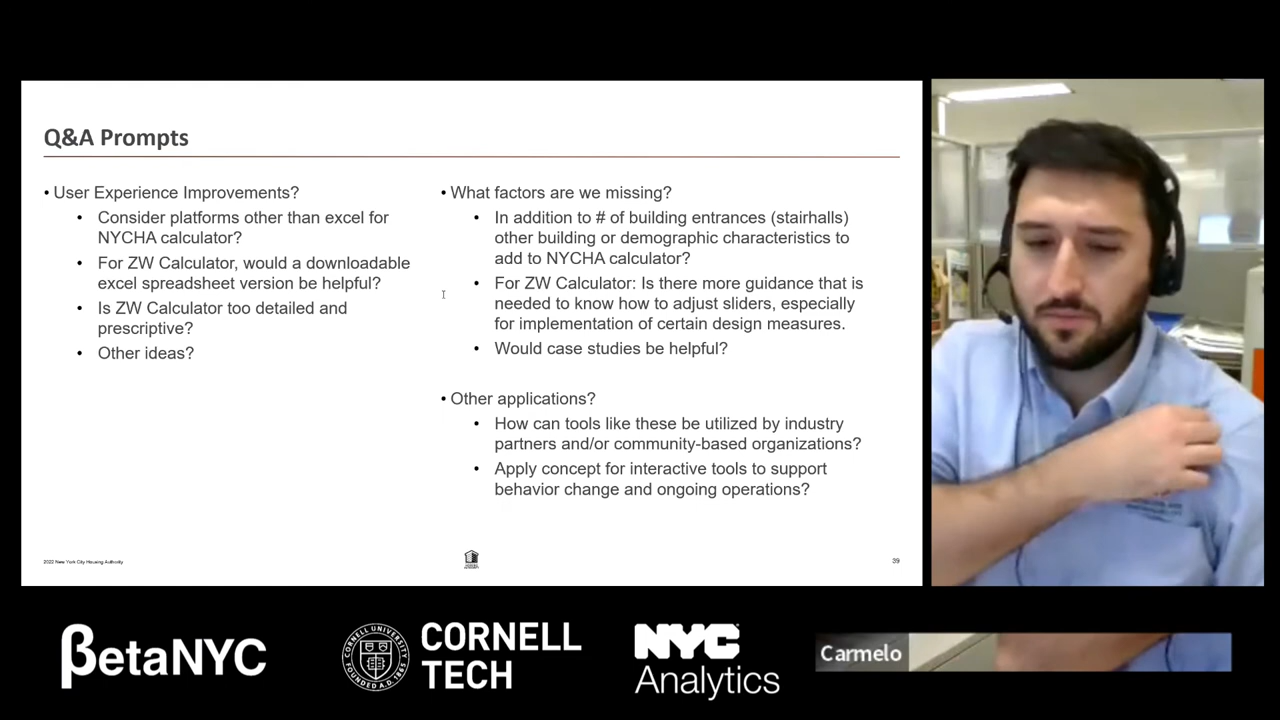 Q&A Prompts
• User Experience Improvements?
• Consider platforms other than excel for
NYCHA calculator?
• For ZW Calculator, would a downloadable
excel spreadsheet version be helpful?
• Is ZW Calculator too detailed and
prescriptive?
• Other ideas?
• What factors are we missing?
• In addition to # of building entrances (stairhalls)
other building or demographic characteristics to
add to NYCHA calculator?
• For ZW Calculator: Is there more guidance that is
needed to know how to adjust sliders, especially
for implementation of certain design measures.
• Would case studies be helpful?
• Other applications?
• How can tools like these be utilized by industry
partners and/or community-based organizations?
• Apply concept for interactive tools to support
behavior change and ongoing operations?
2022 New York City Housing Authority
39
βetaNYC
CORNELL
TECH
NYC
Analytics
Carmelo